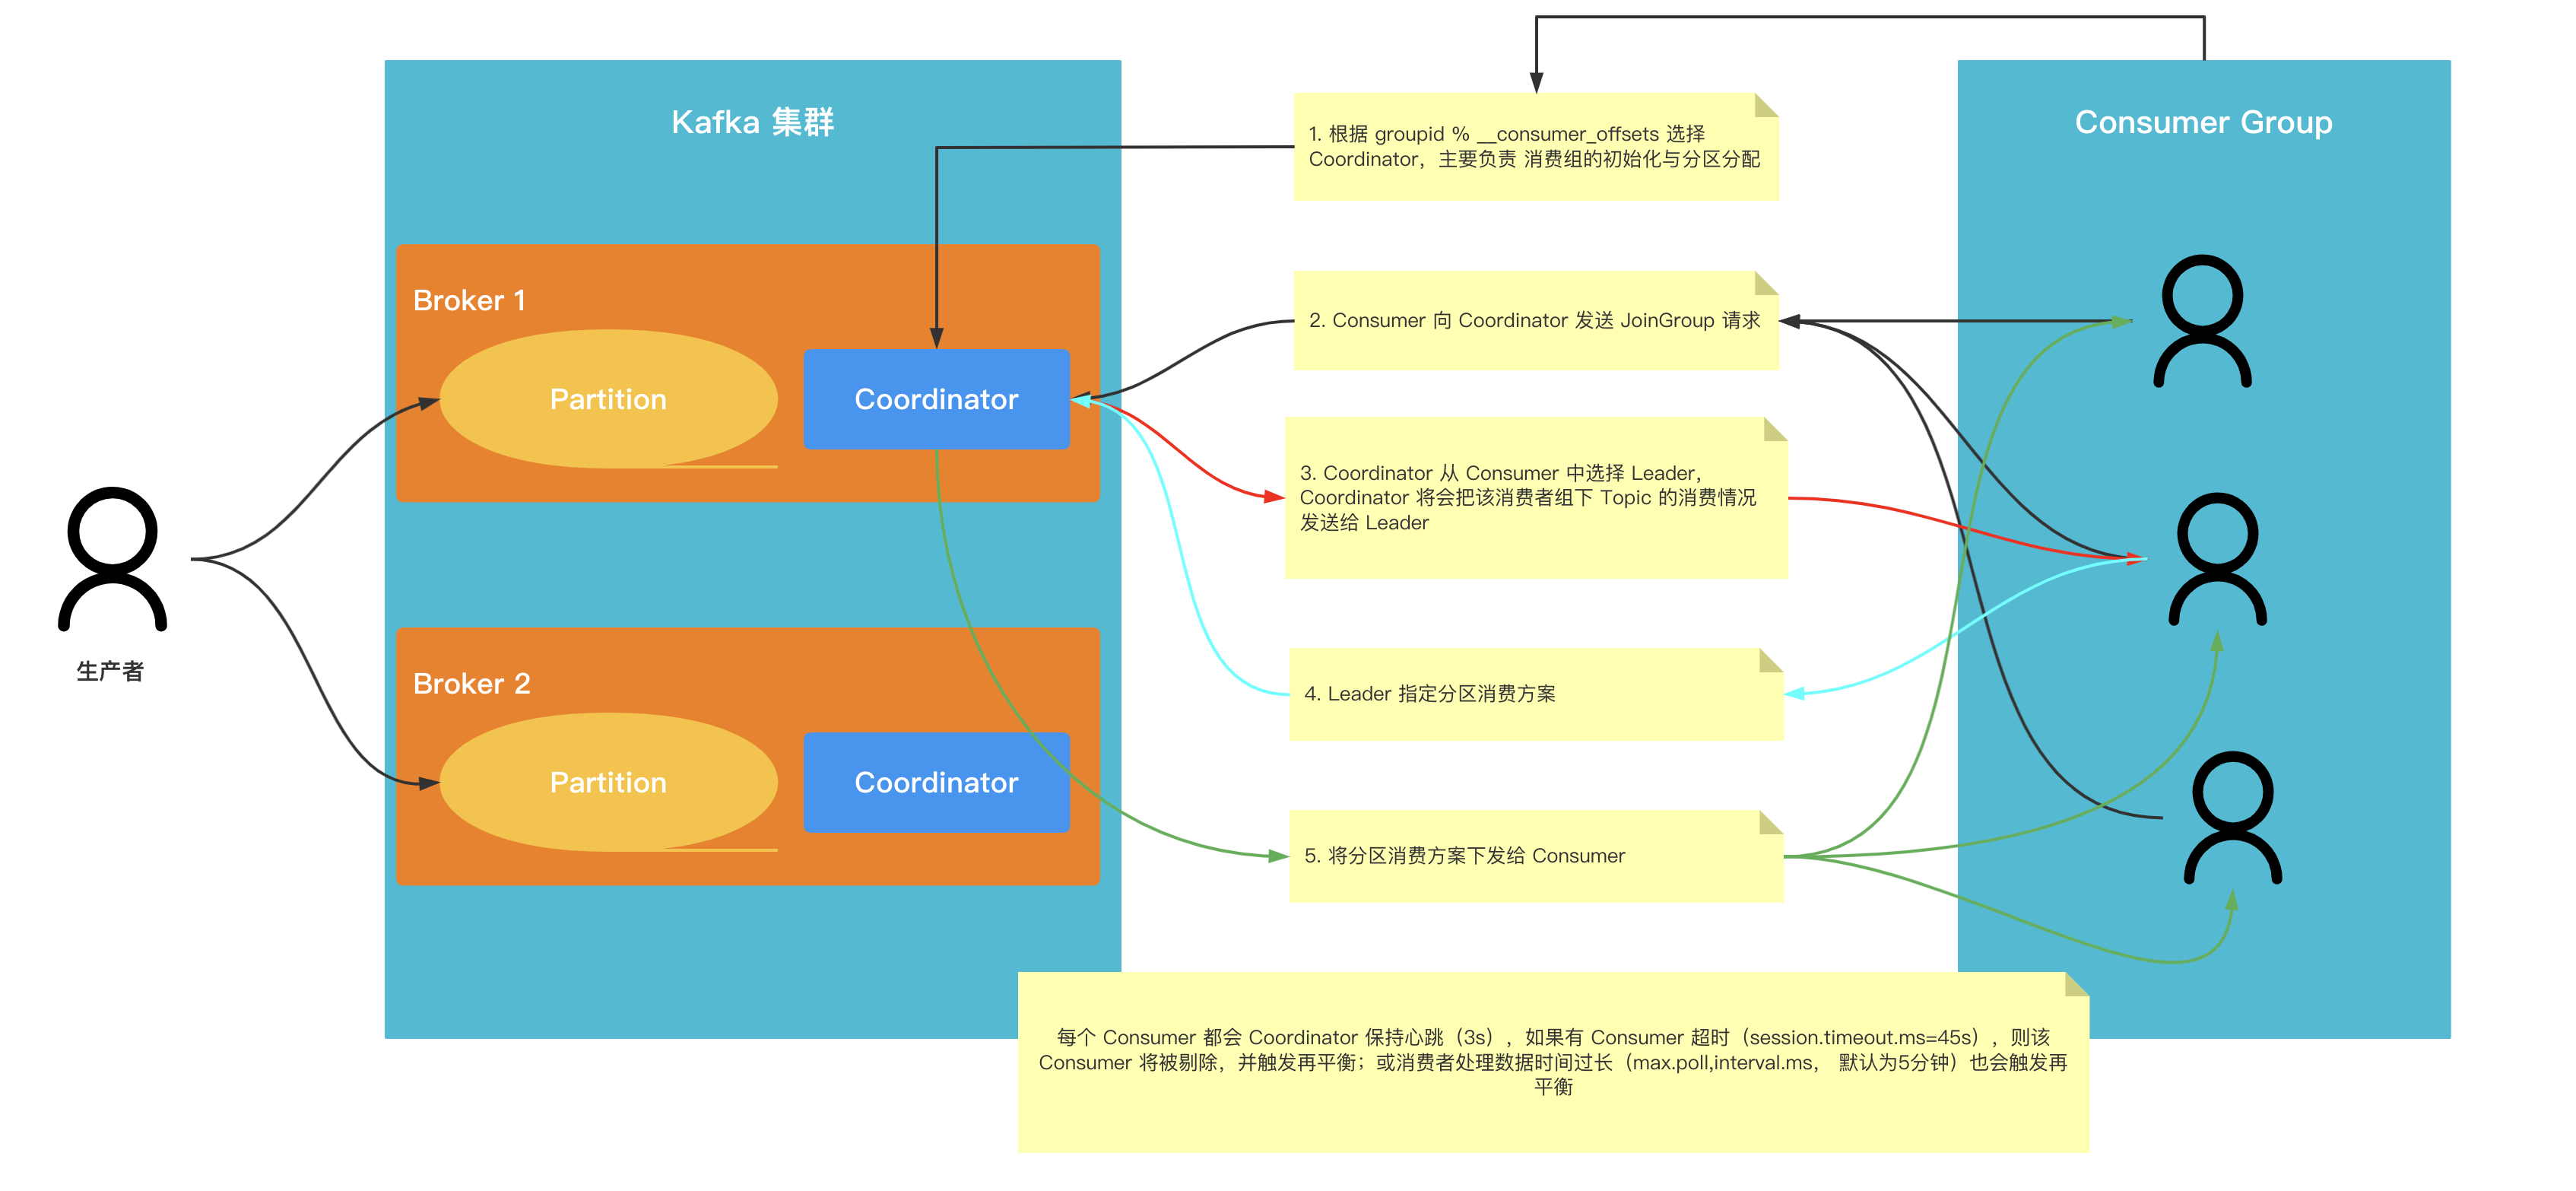 Kafka 集群
Consumer Group
1. 根据 groupid % __consumer_offsets 选择
Coordinator，主要负责 消费组的初始化与分区分配
Broker 1
Partition
Coordinator
2. Consumer 向 Coordinator 发送 JoinGroup 请求
3. Coordinator 从 Consumer 中选择 Leader，
Coordinator 将会把该消费者组下 Topic 的消费情况
发送给 Leader
生产者
Broker 2
Partition
Coordinator
4. Leader 指定分区消费方案
5. 将分区消费方案下发给 Consumer
每个 Consumer 都会 Coordinator 保持心跳（3s），如果有 Consumer 超时（session.timeout.ms=45s），则该
Consumer 将被剔除，并触发再平衡；或消费者处理数据时间过长（max.poll,interval.ms， 默认为5分钟）也会触发再
平衡